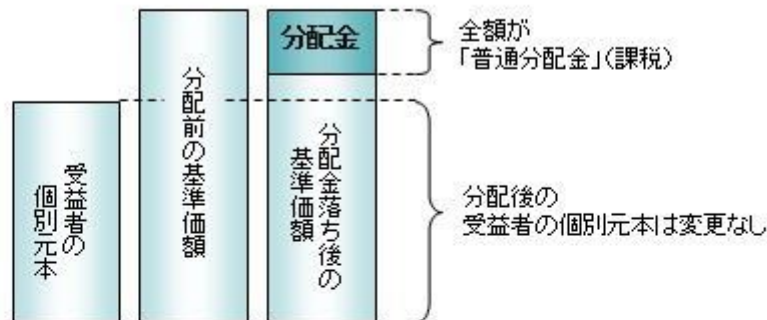 受益者の
個別元本
分配前の基準価額
分配金
分配金落ち後の
基準価額
全額が
「普通分配金」(課税)
分配後の
受益者の個別元本は変更なし